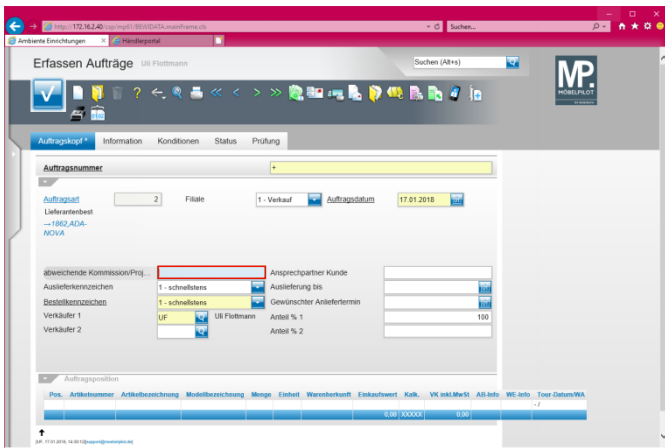 http://172.16.2.40/csp/mp61/BEWIDATA.mainframe.cls
Suchen...
Ambiente Einrichtungen
Händlerportal
Erfassen Aufträge Uli Flottmann
Suchen (Alt+s)
MP.
MÖBELPILOT
Auftragskopf * Information Konditionen Status Prüfung
Auftragsnummer +
Auftragsart 2 Filiale 1 - Verkauf Auftragsdatum 17.01.2018
Lieferantenbest
→1862,ADA-
NOVA
abweichende Kommission/Proj... Ansprechpartner Kunde
Auslieferkennzeichen 1 - schnellstens Auslieferung bis
Bestellkennzeichen 1 - schnellstens Gewünschter Anliefertermin
Verkäufer 1 UF Uli Flottmann Anteil % 1 100
Verkäufer 2 Anteil % 2
Auftragsposition
Pos. Artikelnummer Artikelbezeichnung Modellbezeichnung Menge Einheit Warenherkunft Einkaufswert Kalk. VK inkl.MwSt AB-Info WE-Info Tour-Datum/WA
- /
0,00 XXXXX 0,00